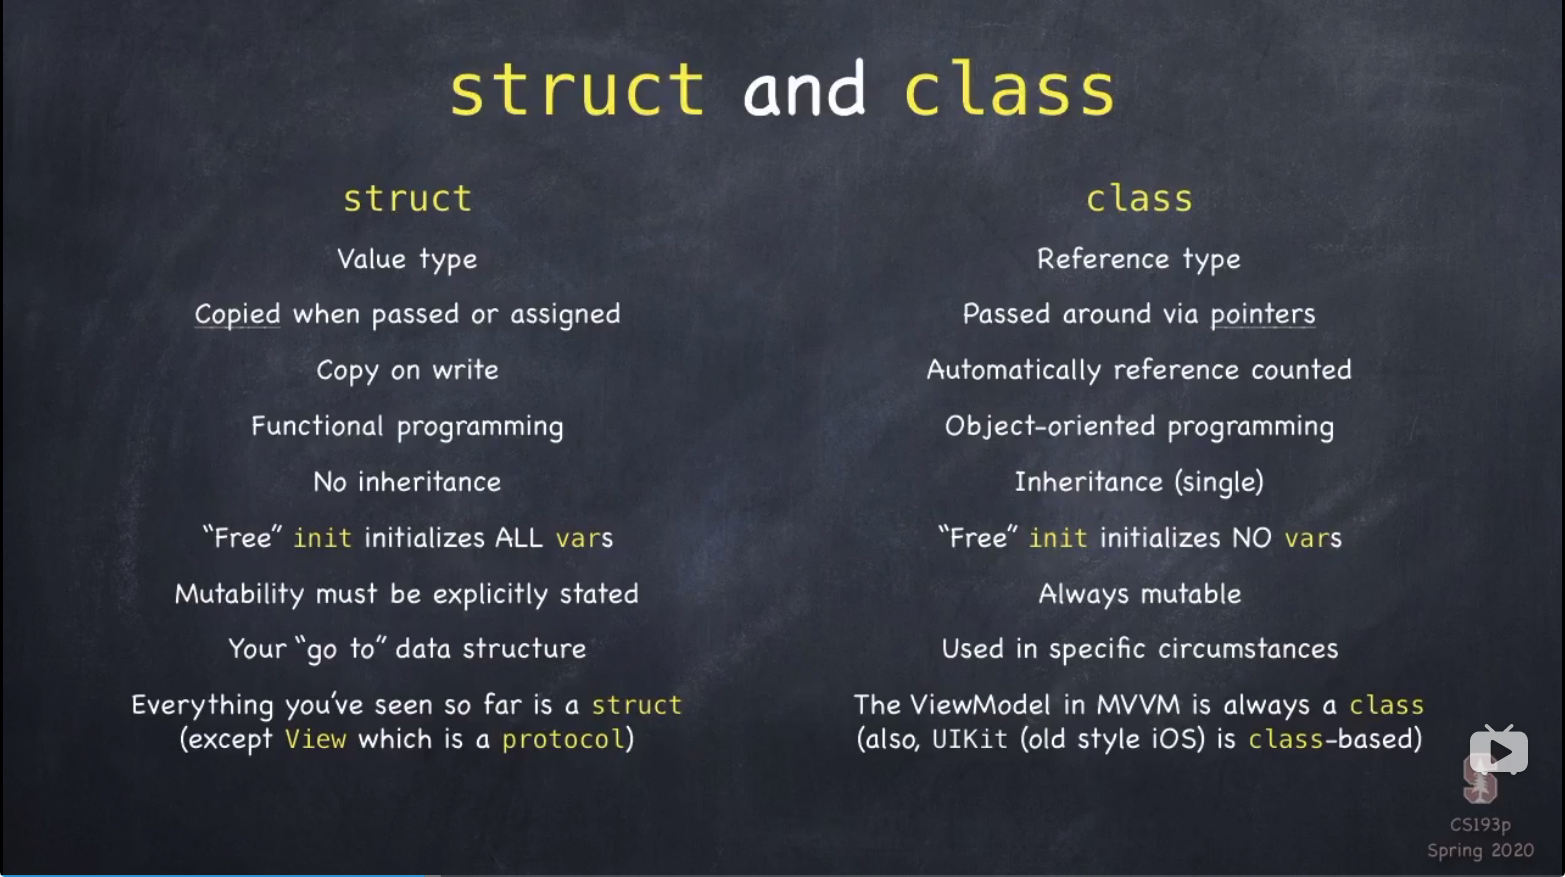 struct and class
struct
Value type
Copied when passed or assigned
Copy on write
Functional programming
No inheritance
“Free” init initializes ALL vars
Mutability must be explicitly stated
Your “go to” data structure
Everything you’ve seen so far is a struct
(except View which is a protocol)
class
Reference type
Passed around via pointers
Automatically reference counted
Object-oriented programming
Inheritance (single)
“Free” init initializes NO vars
Always mutable
Used in specific circumstances
The ViewModel in MVVM is always a class
(also, UIKit (old style iOS) is class-based)
CS193p
Spring 2020